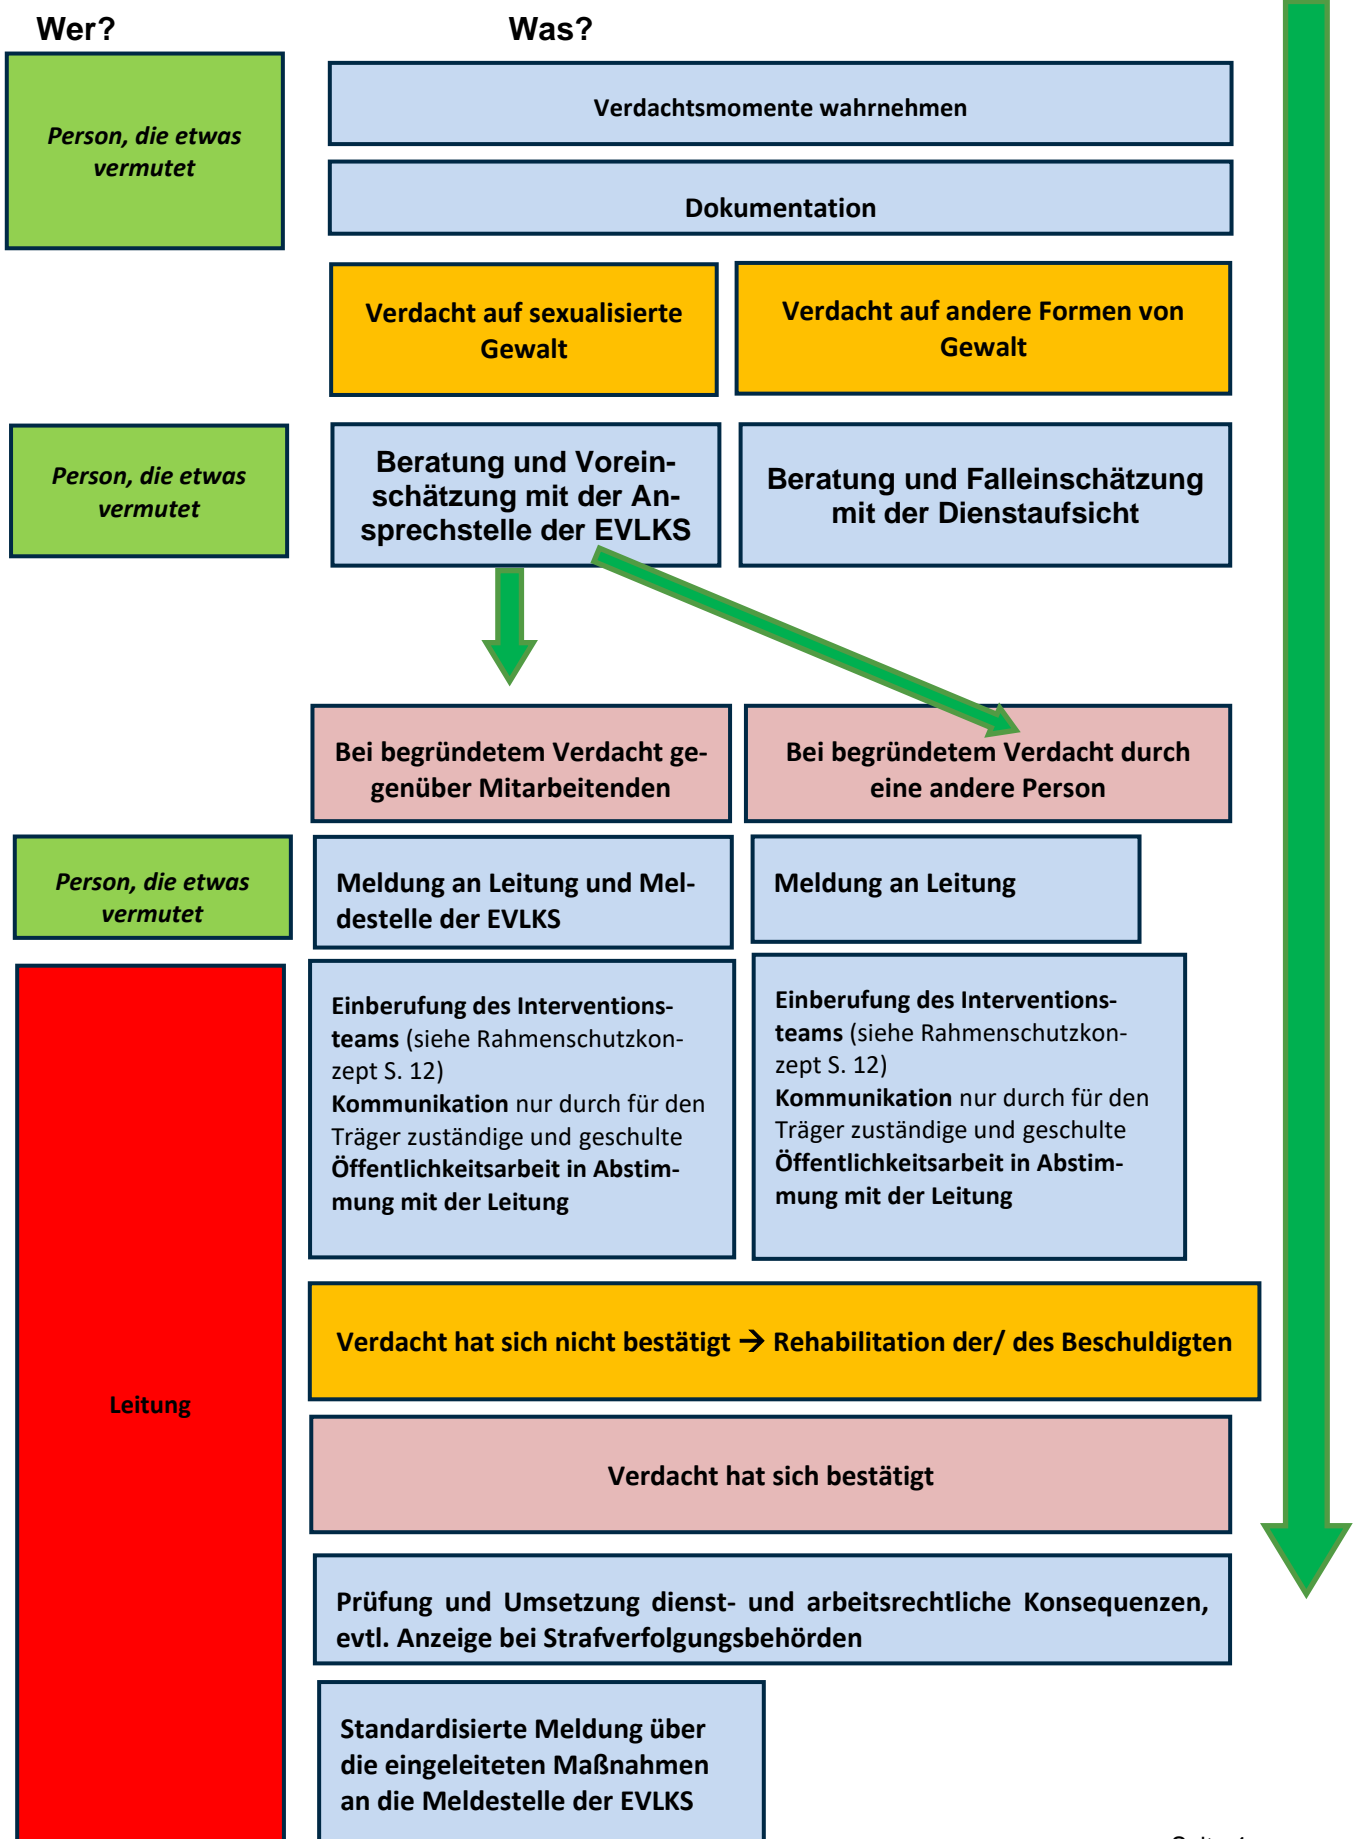 Wer?
Was?
Person, die etwas
vermutet
Verdachtsmomente wahrnehmen
Dokumentation
Verdacht auf sexualisierte
Gewalt
Verdacht auf andere Formen von
Gewalt
Person, die etwas
vermutet
Beratung und Vorein-
schätzung mit der An-
sprechstelle der EVLKS
Beratung und Falleinschätzung
mit der Dienstaufsicht
Bei begründetem Verdacht ge-
genüber Mitarbeitenden
Bei begründetem Verdacht durch
eine andere Person
Person, die etwas
vermutet
Meldung an Leitung und Mel-
destelle der EVLKS
Meldung an Leitung
Leitung
Einberufung des Interventions-
teams (siehe Rahmenschutzkon-
zept S. 12)
Kommunikation nur durch für den
Träger zuständige und geschulte
Öffentlichkeitsarbeit in Abstim-
mung mit der Leitung
Einberufung des Interventions-
teams (siehe Rahmenschutzkon-
zept S. 12)
Kommunikation nur durch für den
Träger zuständige und geschulte
Öffentlichkeitsarbeit in Abstim-
mung mit der Leitung
Verdacht hat sich nicht bestätigt → Rehabilitation der/ des Beschuldigten
Verdacht hat sich bestätigt
Prüfung und Umsetzung dienst- und arbeitsrechtliche Konsequenzen,
evtl. Anzeige bei Strafverfolgungsbehörden
Standardisierte Meldung über
die eingeleiteten Maßnahmen
an die Meldestelle der EVLKS